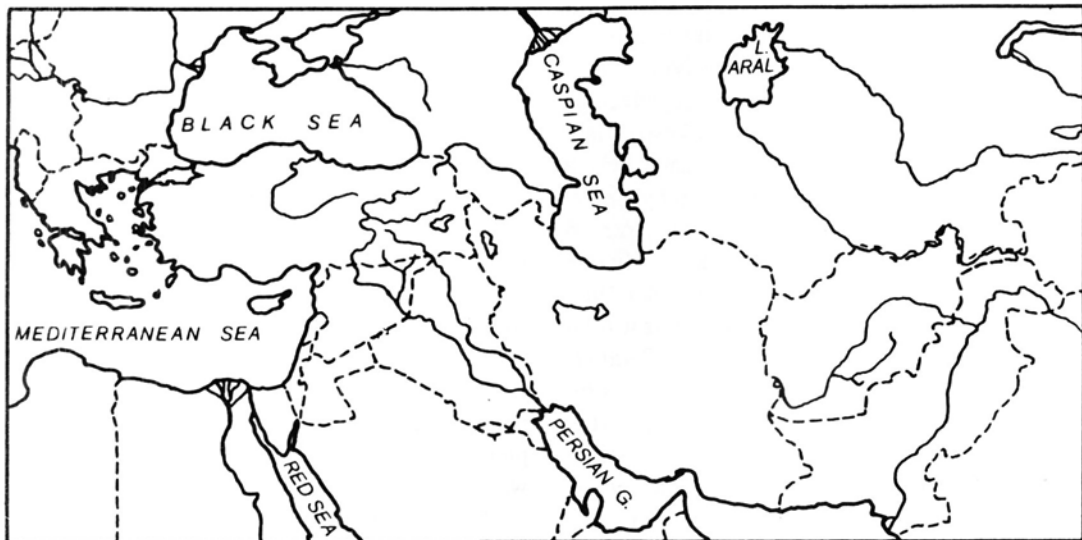 L.
ARAL
CASPIAN SEA
BLACK SEA
MEDITERRANEAN SEA
PERSIAN G.
RED SEA